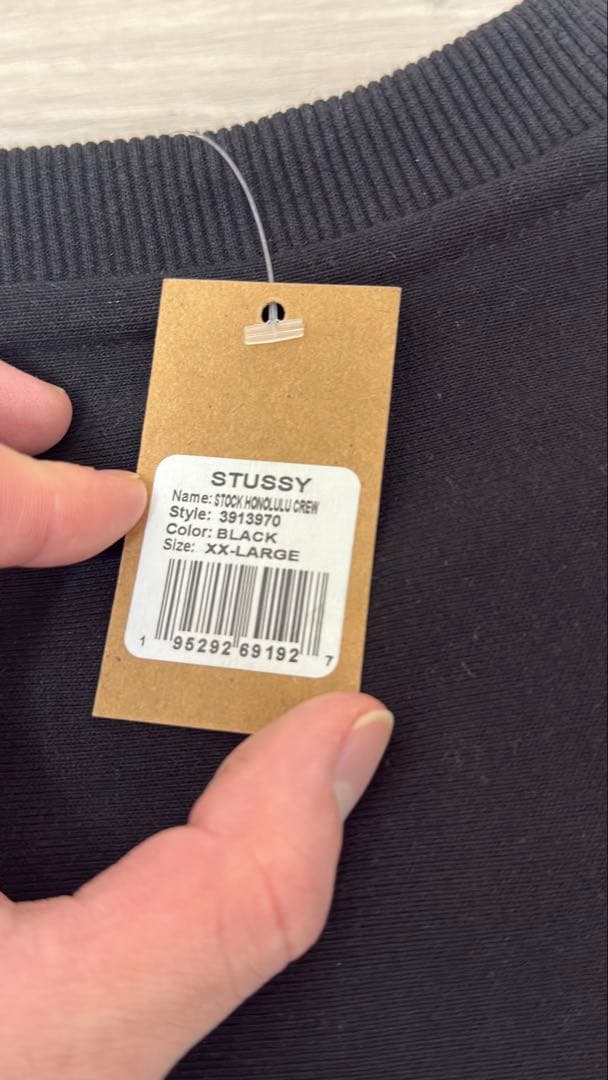 STUSSY
Name: STOCK HONOLULU CREW
Style: 3913970
Color: BLACK
Size: XX-LARGE
1 95292 69192 7